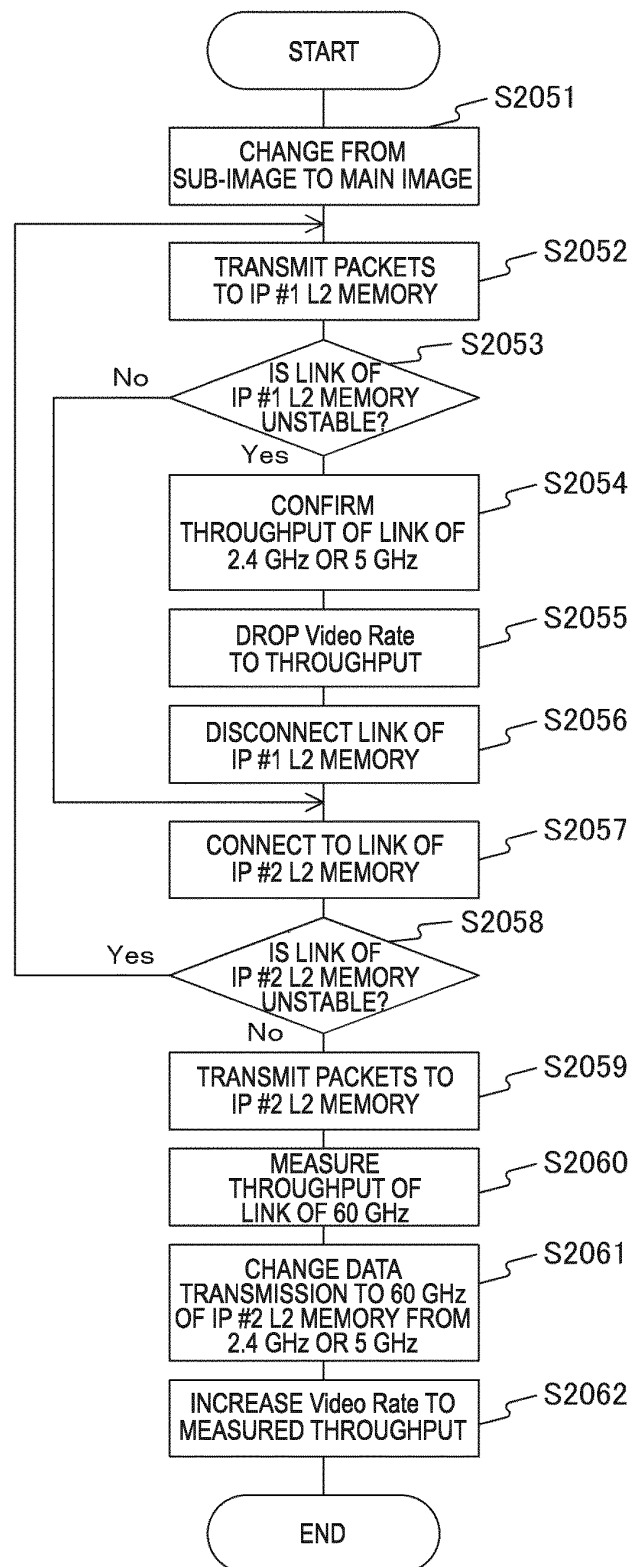 START
S2051
CHANGE FROM
SUB-IMAGE TO MAIN IMAGE
S2052
TRANSMIT PACKETS
TO IP #1 L2 MEMORY
S2053
No
IS LINK OF
IP #1 L2 MEMORY
UNSTABLE?
Yes
S2054
CONFIRM
THROUGHPUT OF LINK OF
2.4 GHz OR 5 GHz
S2055
DROP Video Rate
TO THROUGHPUT
S2056
DISCONNECT LINK OF
IP #1 L2 MEMORY
S2057
CONNECT TO LINK OF
IP #2 L2 MEMORY
S2058
Yes
IS LINK OF
IP #2 L2 MEMORY
UNSTABLE?
No
S2059
TRANSMIT PACKETS TO
IP #2 L2 MEMORY
S2060
MEASURE
THROUGHPUT OF
LINK OF 60 GHz
S2061
CHANGE DATA
TRANSMISSION TO 60 GHz
OF IP #2 L2 MEMORY FROM
2.4 GHz OR 5 GHz
S2062
INCREASE Video Rate TO
MEASURED THROUGHPUT
END